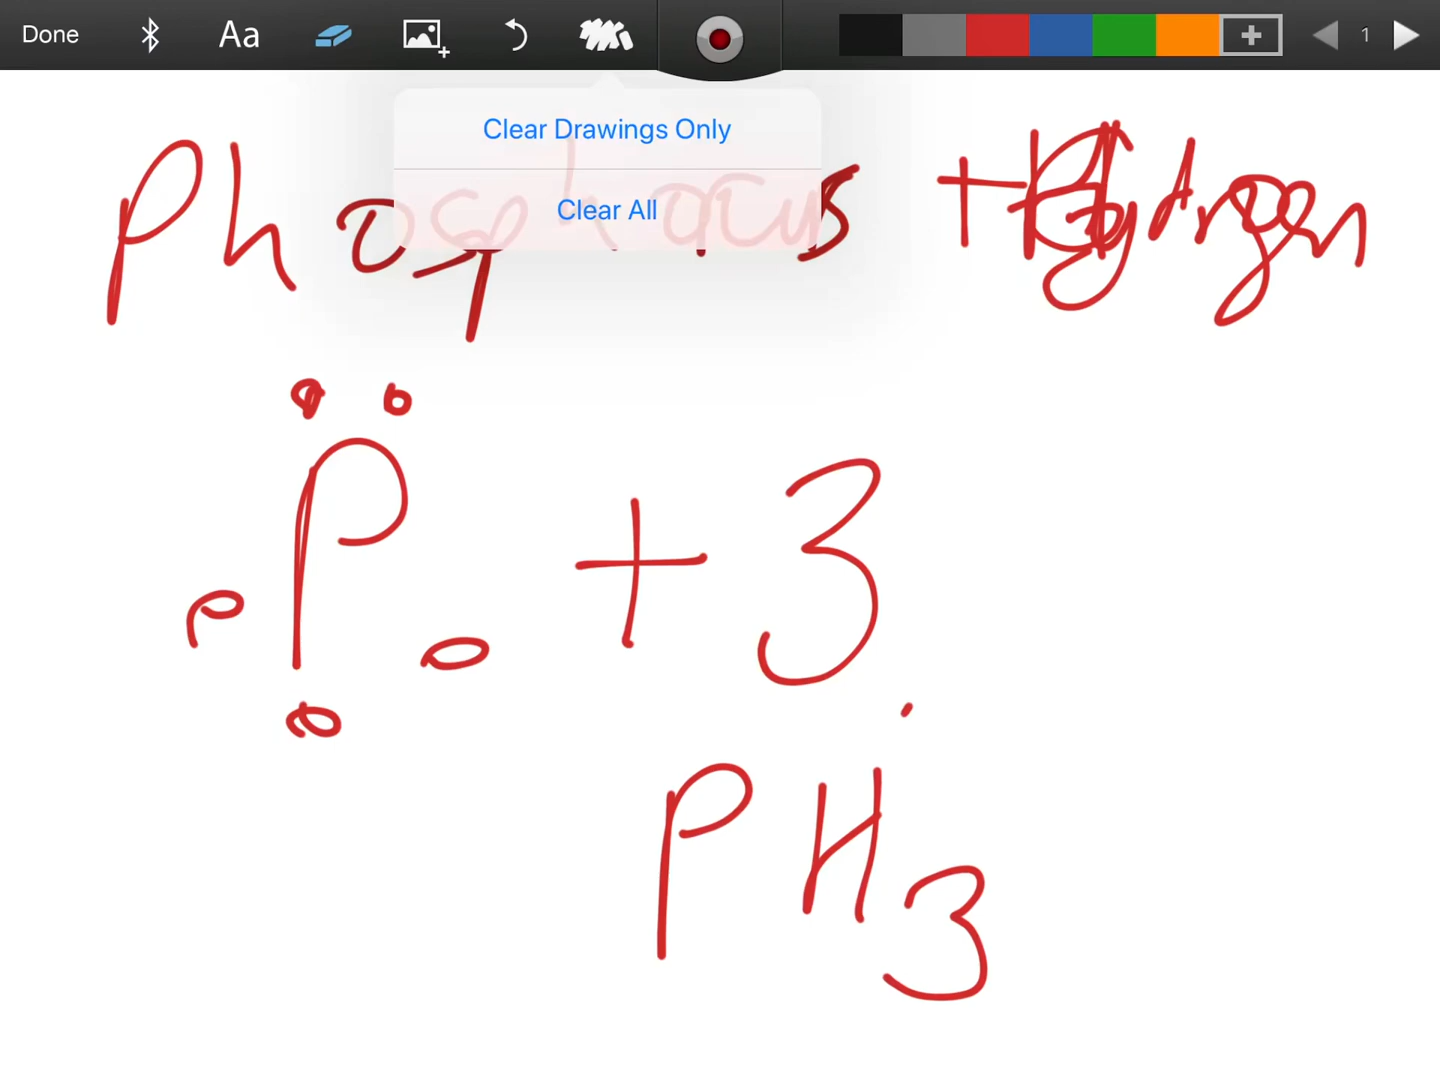 Done Aa 1
Clear Drawings Only
Clear All
Phosphorus + Hydrogen
P + 3
PH3